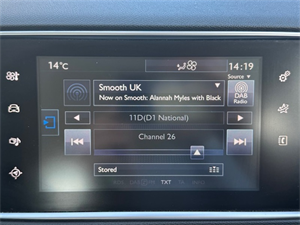 14°C
14:19
Source
Smooth UK
Now on Smooth: Alannah Myles with Black
DAB
Radio
11D(D1 National)
Channel 26
Stored
TXT